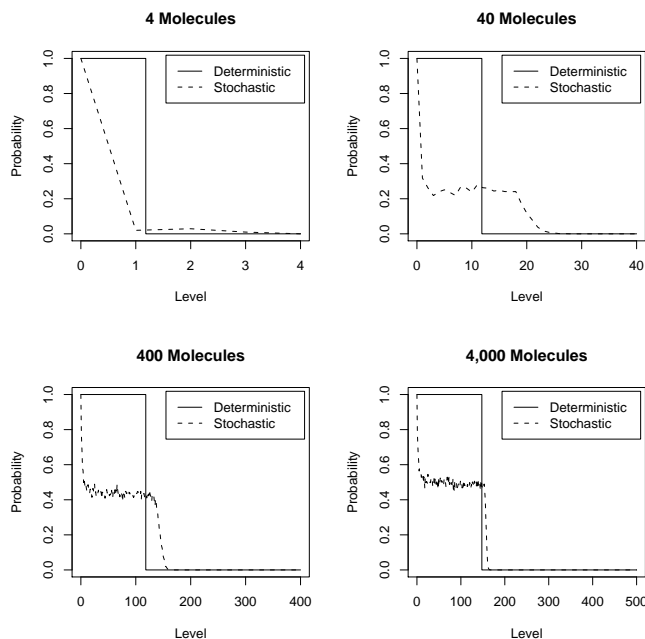 4 Molecules
Probability
0.0 0.2 0.4 0.6 0.8 1.0
Deterministic
Stochastic
0 1 2 3 4
Level
40 Molecules
Probability
0.0 0.2 0.4 0.6 0.8 1.0
Deterministic
Stochastic
0 10 20 30 40
Level
400 Molecules
Probability
0.0 0.2 0.4 0.6 0.8 1.0
Deterministic
Stochastic
0 100 200 300 400
Level
4,000 Molecules
Probability
0.0 0.2 0.4 0.6 0.8 1.0
Deterministic
Stochastic
0 100 200 300 400 500
Level